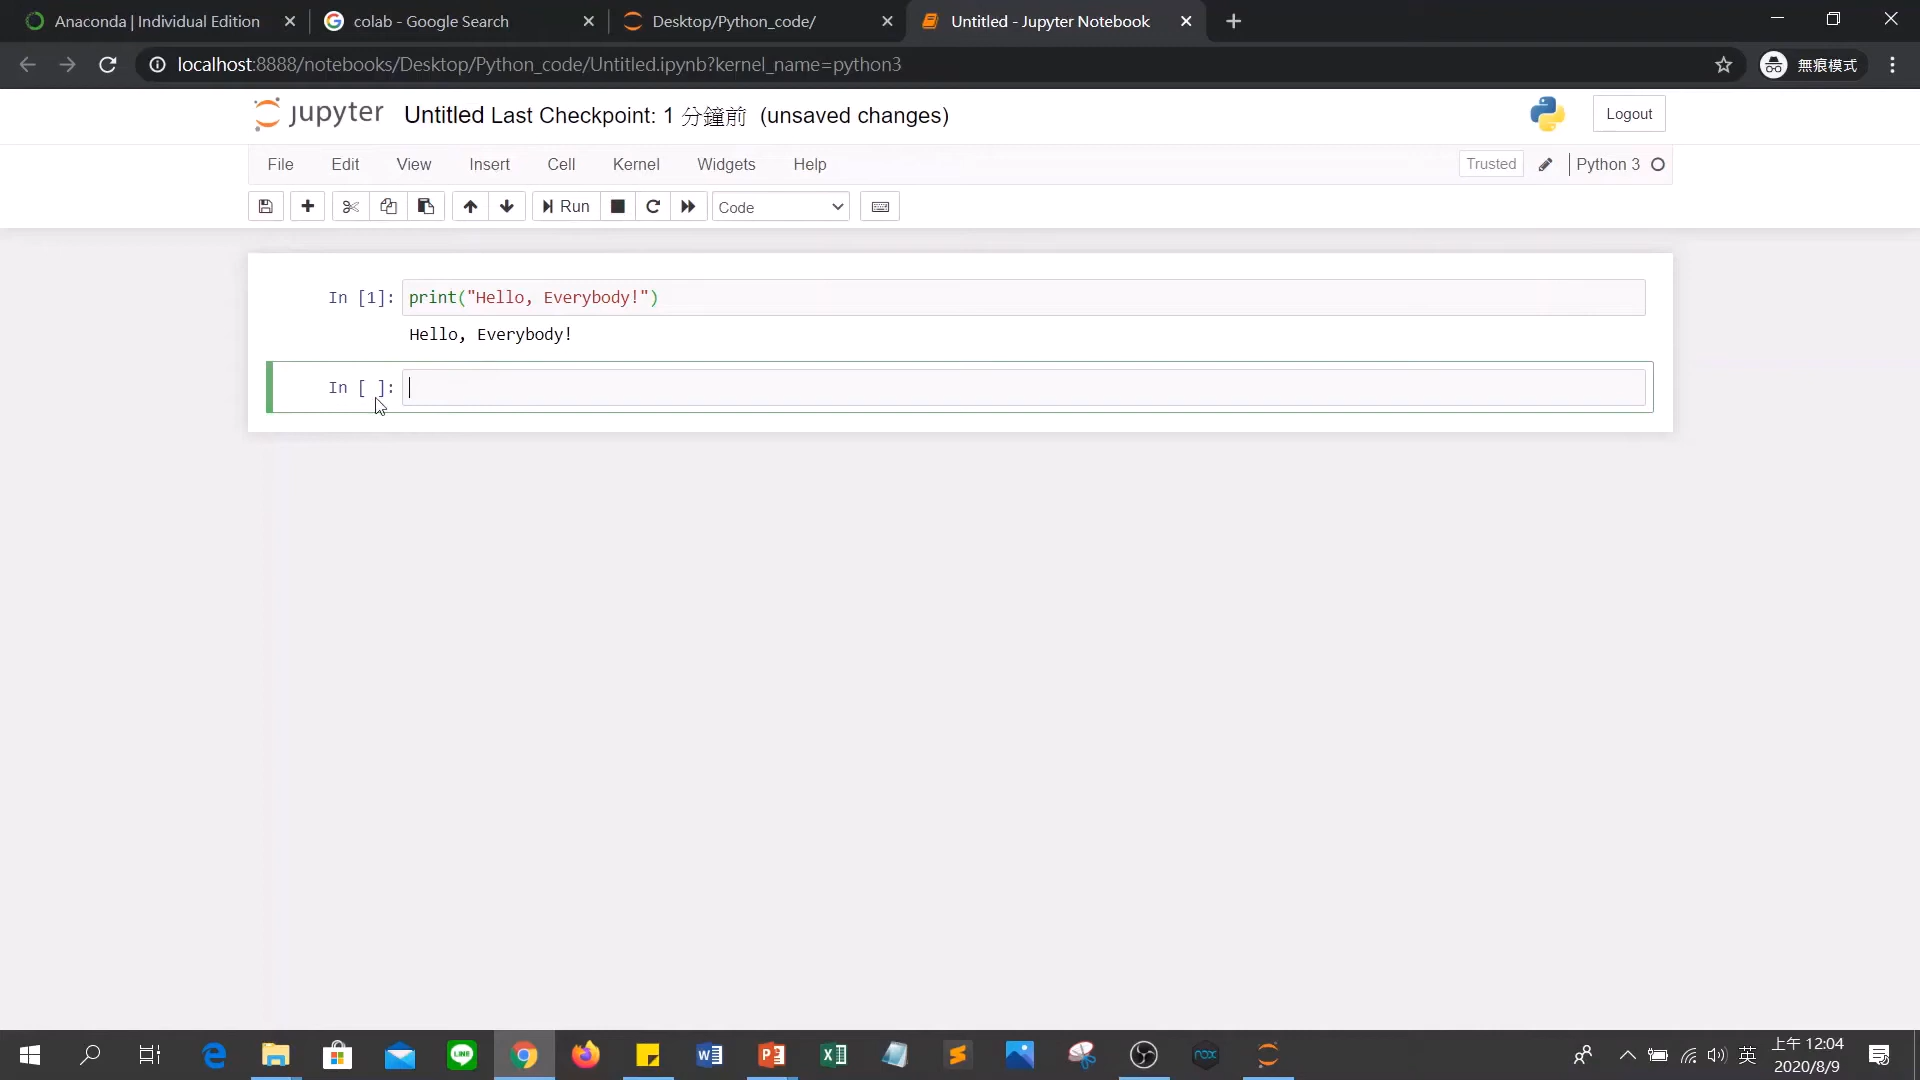 Anaconda | Individual Edition
colab - Google Search
Desktop/Python_code/
Untitled - Jupyter Notebook
localhost:8888/notebooks/Desktop/Python_code/Untitled.ipynb?kernel_name=python3
無痕模式
jupyter
Untitled Last Checkpoint: 1 分鐘前 (unsaved changes)
Logout
File Edit View Insert Cell Kernel Widgets Help
Trusted
Python 3
Run
Code
In [1]: print("Hello, Everybody!")
Hello, Everybody!
In [ ]:
LINE
nox
英
上午 12:04
2020/8/9